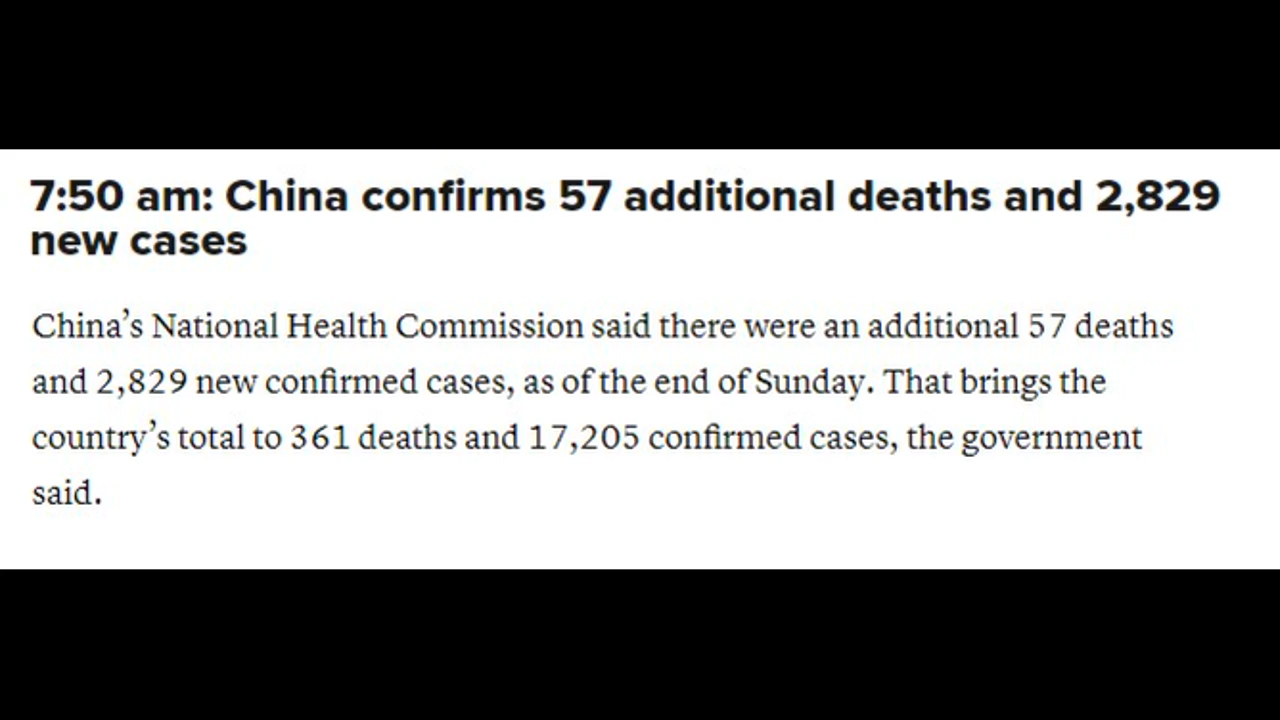 7:50 am: China confirms 57 additional deaths and 2,829
new cases
China’s National Health Commission said there were an additional 57 deaths
and 2,829 new confirmed cases, as of the end of Sunday. That brings the
country’s total to 361 deaths and 17,205 confirmed cases, the government
said.